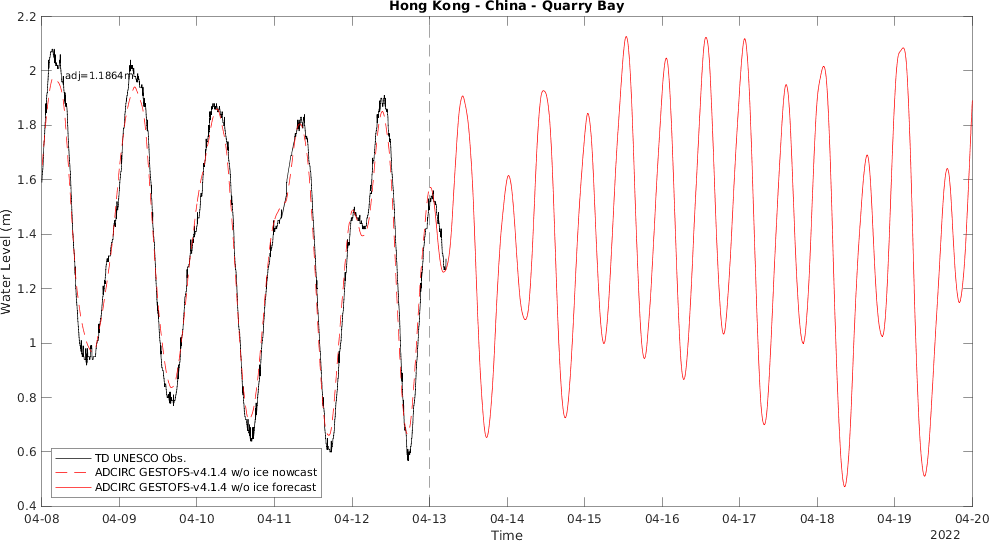 Hong Kong - China - Quarry Bay
2.2
2
1.8
1.6
1.4
1.2
1
0.8
0.6
0.4
Water Level (m)
adj=1.1864m
TD UNESCO Obs.
ADCIRC GESTOFS-v4.1.4 w/o ice nowcast
ADCIRC GESTOFS-v4.1.4 w/o ice forecast
04-08 04-09 04-10 04-11 04-12 04-13 04-14 04-15 04-16 04-17 04-18 04-19 04-20
Time
2022